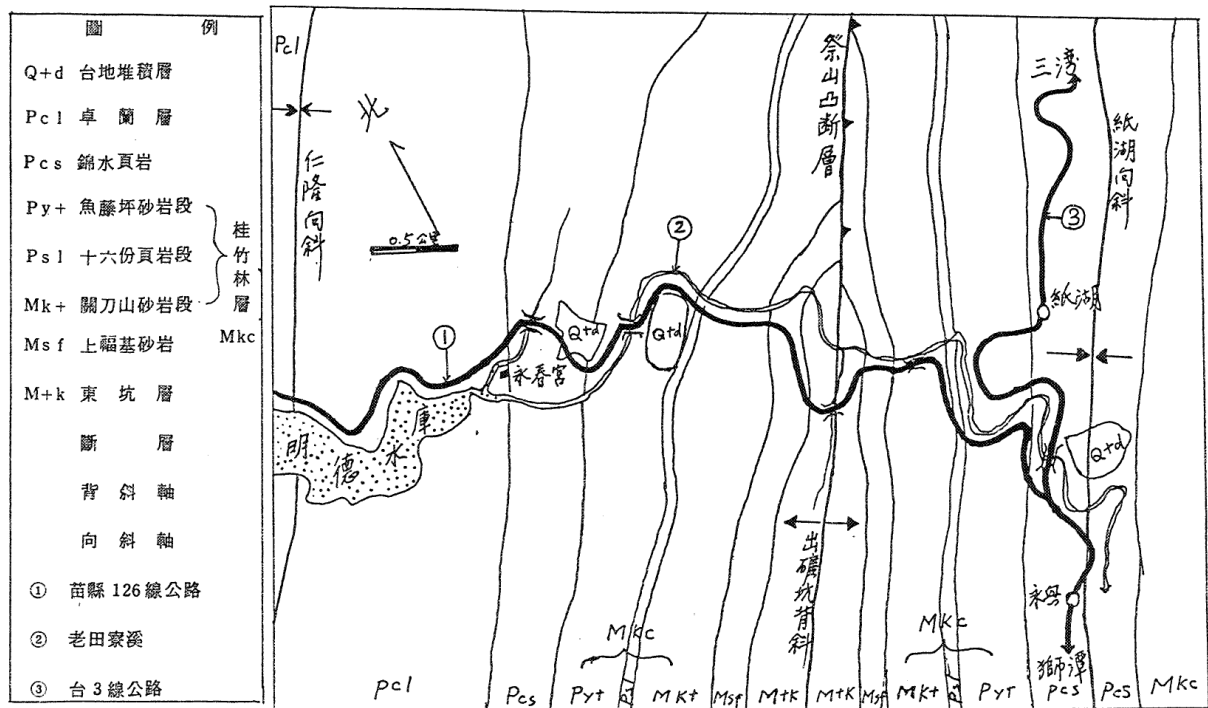 圖 例
Q+d 台地堆積層
Pcl 卓蘭層
Pcs 錦水頁岩
Py+ 魚藤坪砂岩段
Psl 十六份頁岩段
Mk+ 關刀山砂岩段
桂竹林層
Mkc
Msf 上福基砂岩
M+k 東坑層
斷層
背斜軸
向斜軸
① 苗縣126線公路
② 老田寮溪
③ 台3線公路
Pcl
仁隆向斜
北
0.5公里
祭山凸斷層
三灣
紙湖向斜
③
紙湖
②
①
Q+d
Q+d
永春宮
明德水庫
Q+d
出礦坑背斜
永興
獅潭
MKc
MKc
Pcl
Pcs
Py+
MK+
Msf
M+K
M+K
Msf
MK+
Pyt
Pcs
Pcs
MKc